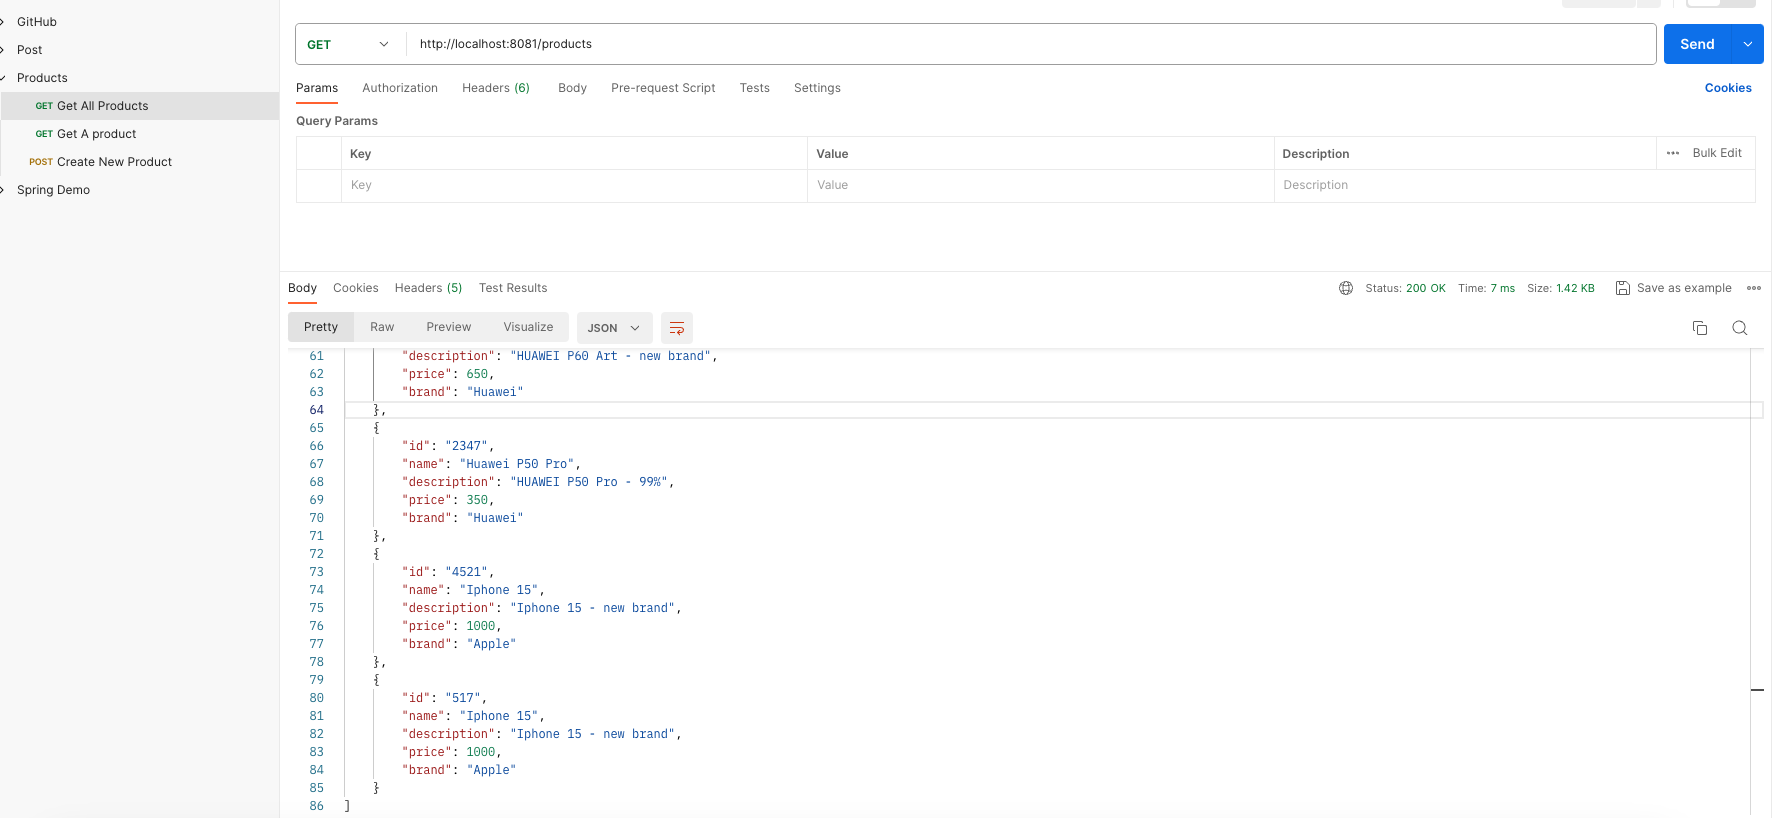 GitHub
Post
Products
GET Get All Products
GET Get A product
POST Create New Product
Spring Demo
GET http://localhost:8081/products Send
Params Authorization Headers (6) Body Pre-request Script Tests Settings Cookies
Query Params
Key Value Description ••• Bulk Edit
Key Value Description
Body Cookies Headers (5) Test Results Status: 200 OK Time: 7 ms Size: 1.42 KB Save as example •••
Pretty Raw Preview Visualize JSON
61 "description": "HUAWEI P60 Art - new brand",
62 "price": 650,
63 "brand": "Huawei"
64 },
65 {
66 "id": "2347",
67 "name": "Huawei P50 Pro",
68 "description": "HUAWEI P50 Pro - 99%",
69 "price": 350,
70 "brand": "Huawei"
71 },
72 {
73 "id": "4521",
74 "name": "Iphone 15",
75 "description": "Iphone 15 - new brand",
76 "price": 1000,
77 "brand": "Apple"
78 },
79 {
80 "id": "517",
81 "name": "Iphone 15",
82 "description": "Iphone 15 - new brand",
83 "price": 1000,
84 "brand": "Apple"
85 }
86 ]